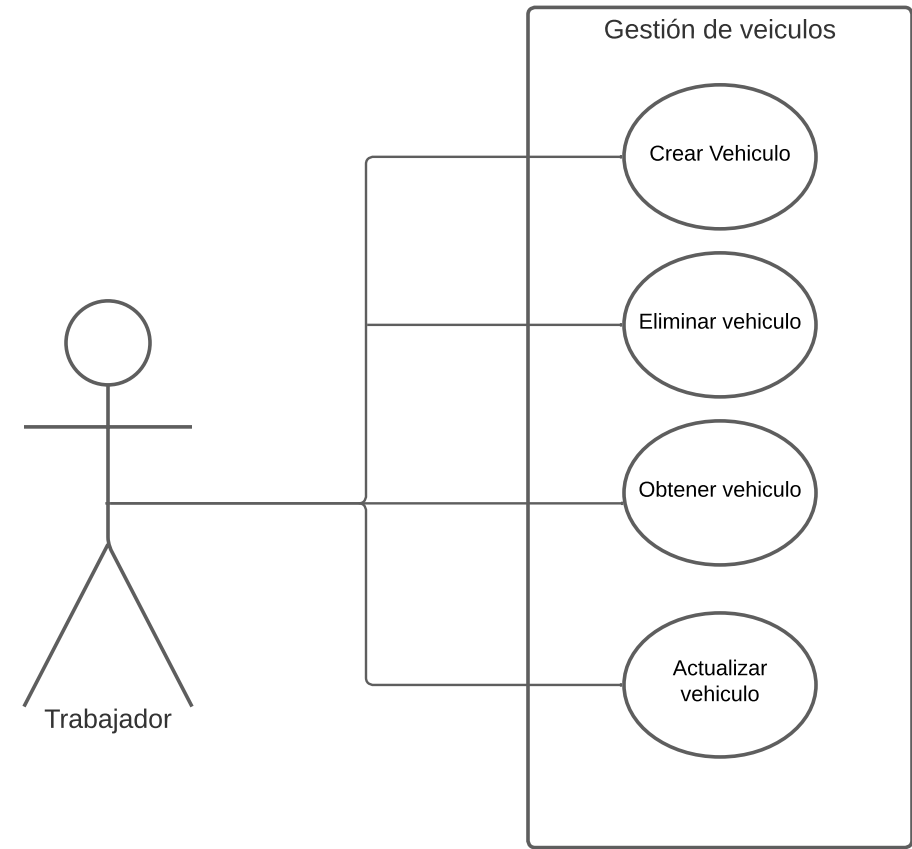 Gestión de veiculos
Crear Vehiculo
Eliminar vehiculo
Obtener vehiculo
Actualizar
vehiculo
Trabajador